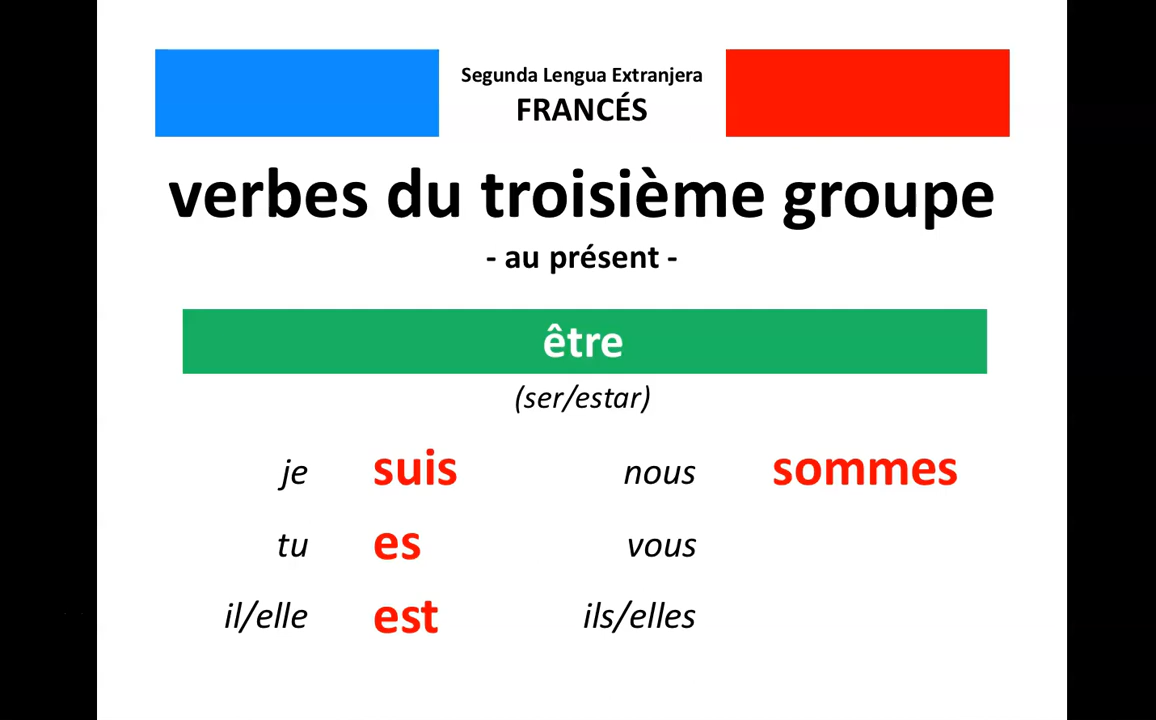 Segunda Lengua Extranjera
FRANCÉS
verbes du troisième groupe
- au présent -
être
(ser/estar)
je suis nous sommes
tu es vous
il/elle est ils/elles